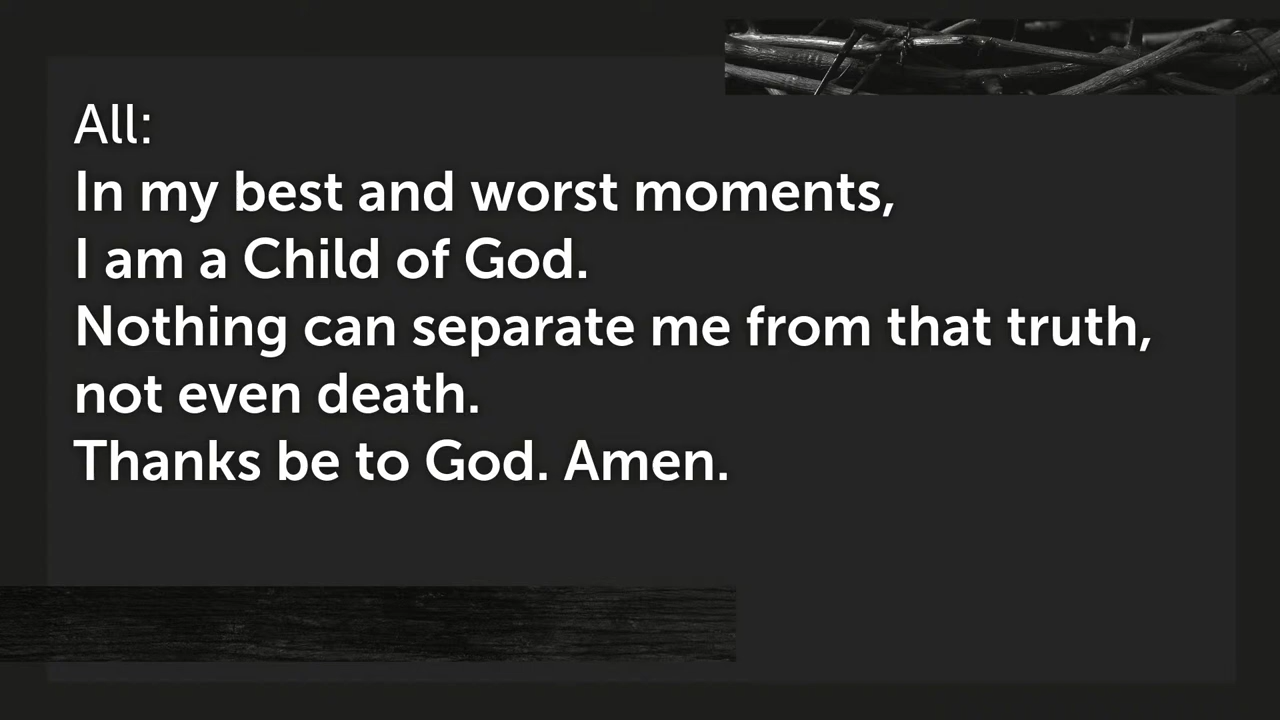 All:
In my best and worst moments,
I am a Child of God.
Nothing can separate me from that truth,
not even death.
Thanks be to God. Amen.